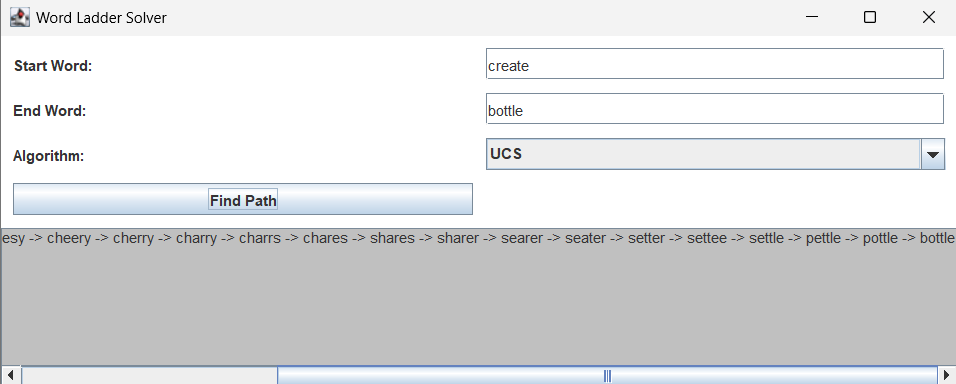 Word Ladder Solver
Start Word: create
End Word: bottle
Algorithm: UCS
Find Path
esy -> cheery -> cherry -> charry -> charrs -> chares -> shares -> sharer -> searer -> seater -> setter -> settee -> settle -> pettle -> pottle -> bottle